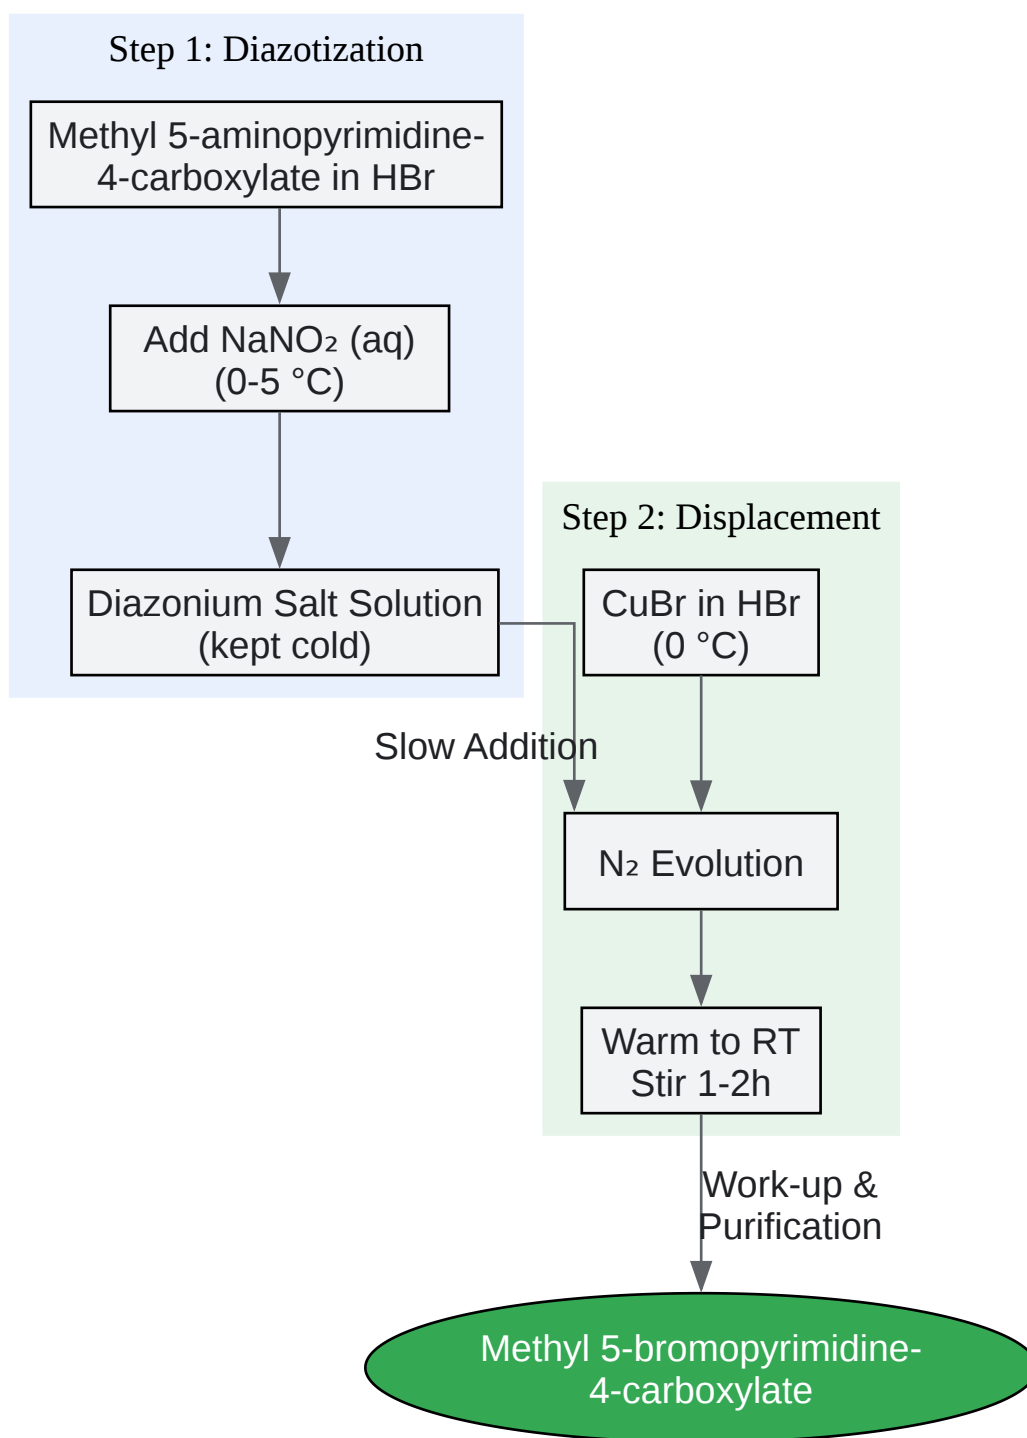 Step 1: Diazotization
Methyl 5-aminopyrimidine-
4-carboxylate in HBr
Add NaNO₂ (aq)
(0-5 °C)
Diazonium Salt Solution
(kept cold)
Step 2: Displacement
CuBr in HBr
(0 °C)
Slow Addition
N₂ Evolution
Warm to RT
Stir 1-2h
Work-up &
Purification
Methyl 5-bromopyrimidine-
4-carboxylate